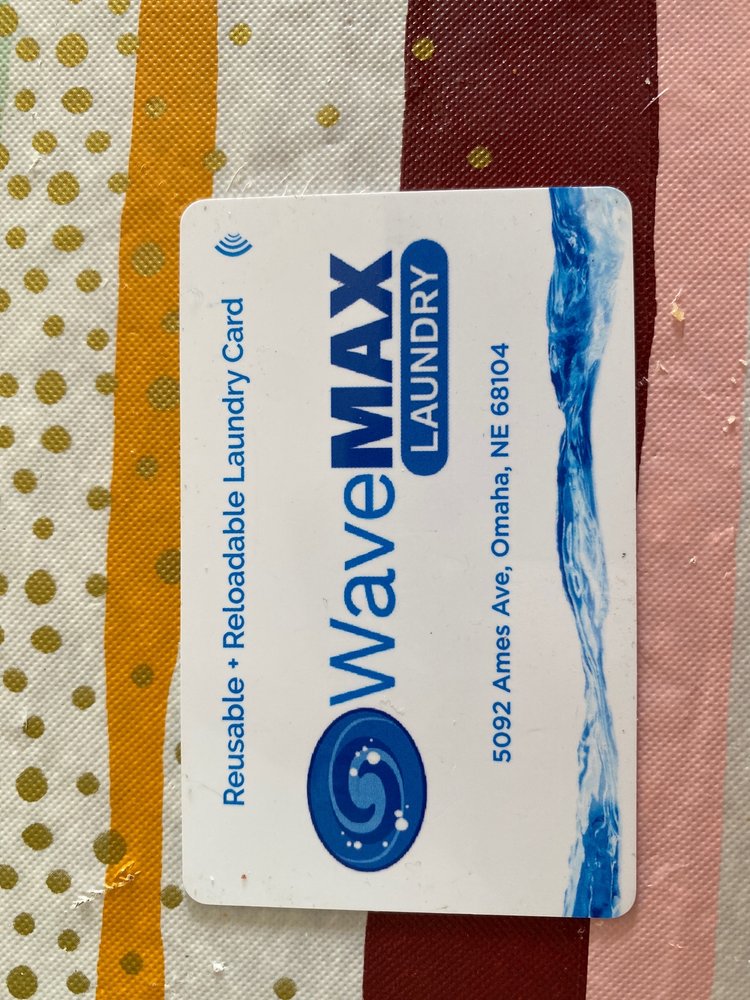 Reusable + Reloadable Laundry Card
WaveMAX
LAUNDRY
5092 Ames Ave, Omaha, NE 68104